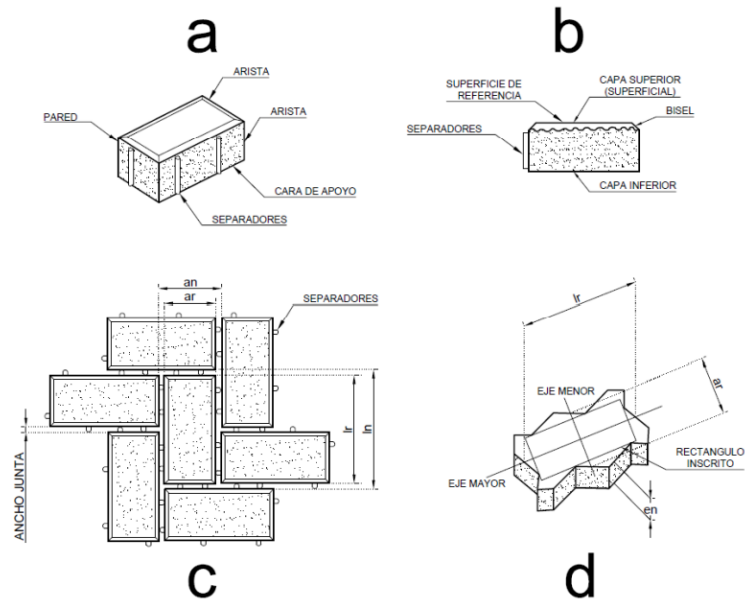 a
ARISTA
PARED
ARISTA
CARA DE APOYO
SEPARADORES
b
SUPERFICIE DE
REFERENCIA
CAPA SUPERIOR
(SUPERFICIAL)
BISEL
SEPARADORES
CAPA INFERIOR
an
ar
SEPARADORES
lr
ln
ANCHO JUNTA
c
lr
ar
EJE MENOR
RECTANGULO
INSCRITO
EJE MAYOR
en
d